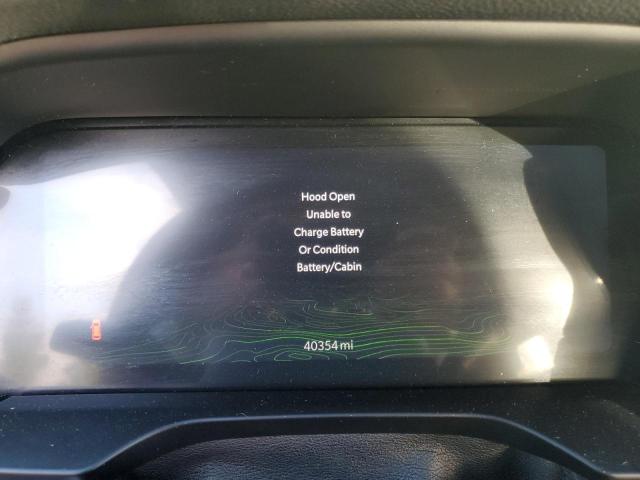 Hood Open
Unable to
Charge Battery
Or Condition
Battery/Cabin
40354 mi